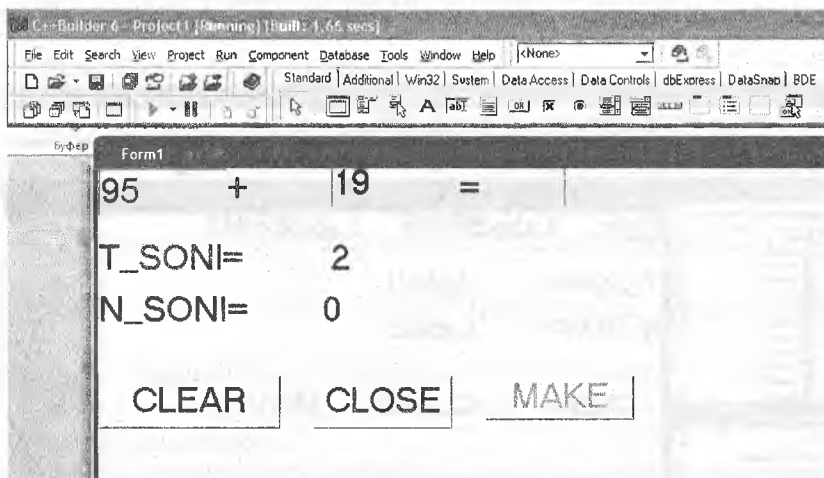 C++Builder 6 - Project1 [Running] [Built: 1.66 secs]
File Edit Search View Project Run Component Database Tools Window Help <None>
Standard Additional Win32 System Data Access Data Controls dbExpress DataSnap BDE
Буфер
Form1
95 + 19 =
T_SONI= 2
N_SONI= 0
CLEAR CLOSE MAKE